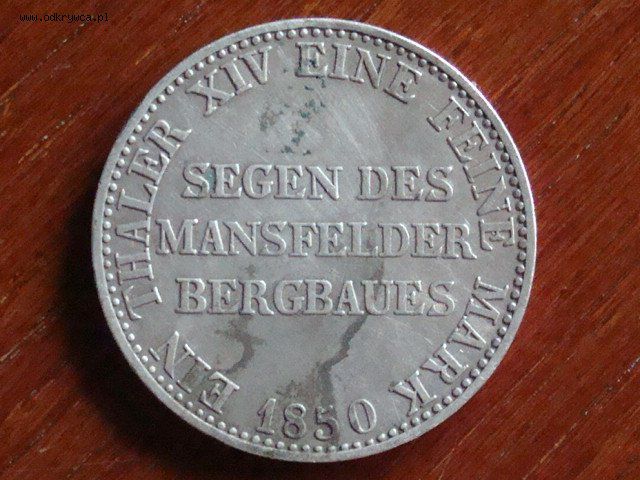 www.odkrywca.pl
EIN THALER XIV EINE FEINE MARK
SEGEN DES
MANSFELDER
BERGBAUES
1850